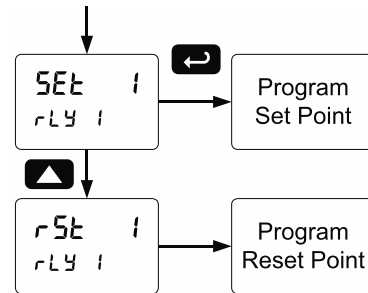 SEt 1
rLY 1
Program
Set Point
rSt 1
rLY 1
Program
Reset Point